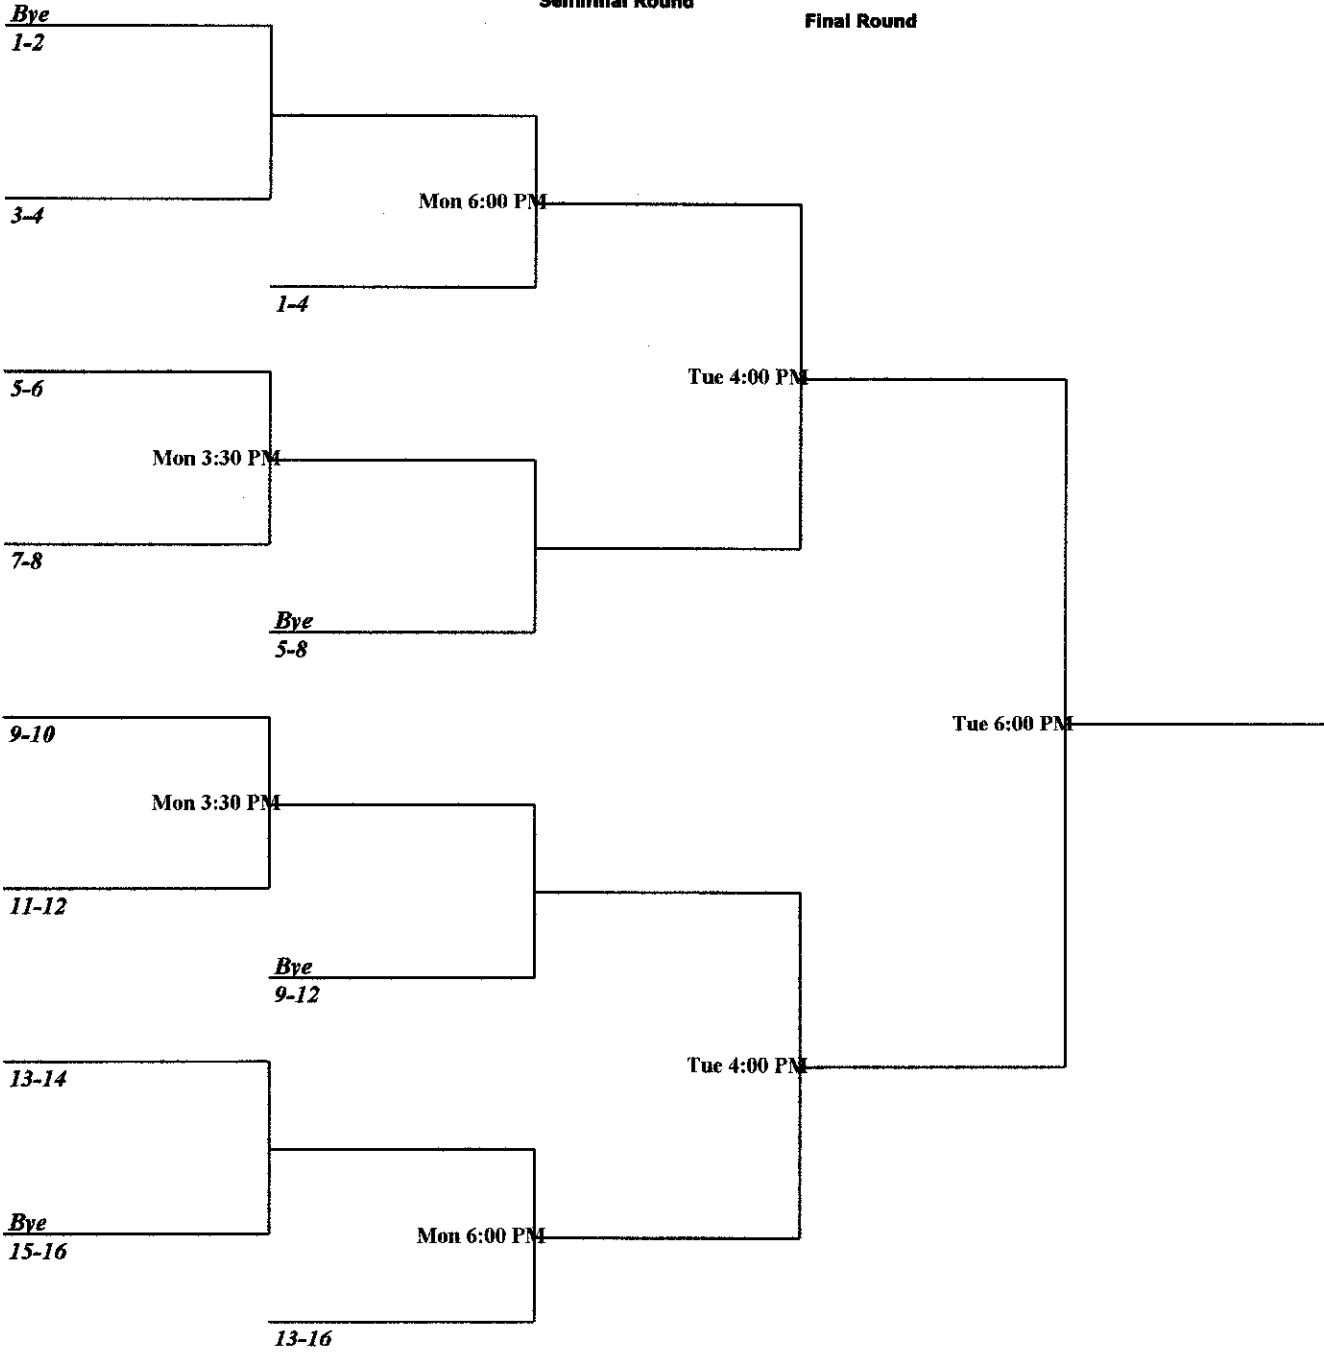 Semifinal Round
Final Round
Bye
1-2
3-4
Mon 6:00 PM
1-4
5-6
Tue 4:00 PM
Mon 3:30 PM
7-8
Bye
5-8
9-10
Tue 6:00 PM
Mon 3:30 PM
11-12
Bye
9-12
13-14
Tue 4:00 PM
Bye
15-16
Mon 6:00 PM
13-16